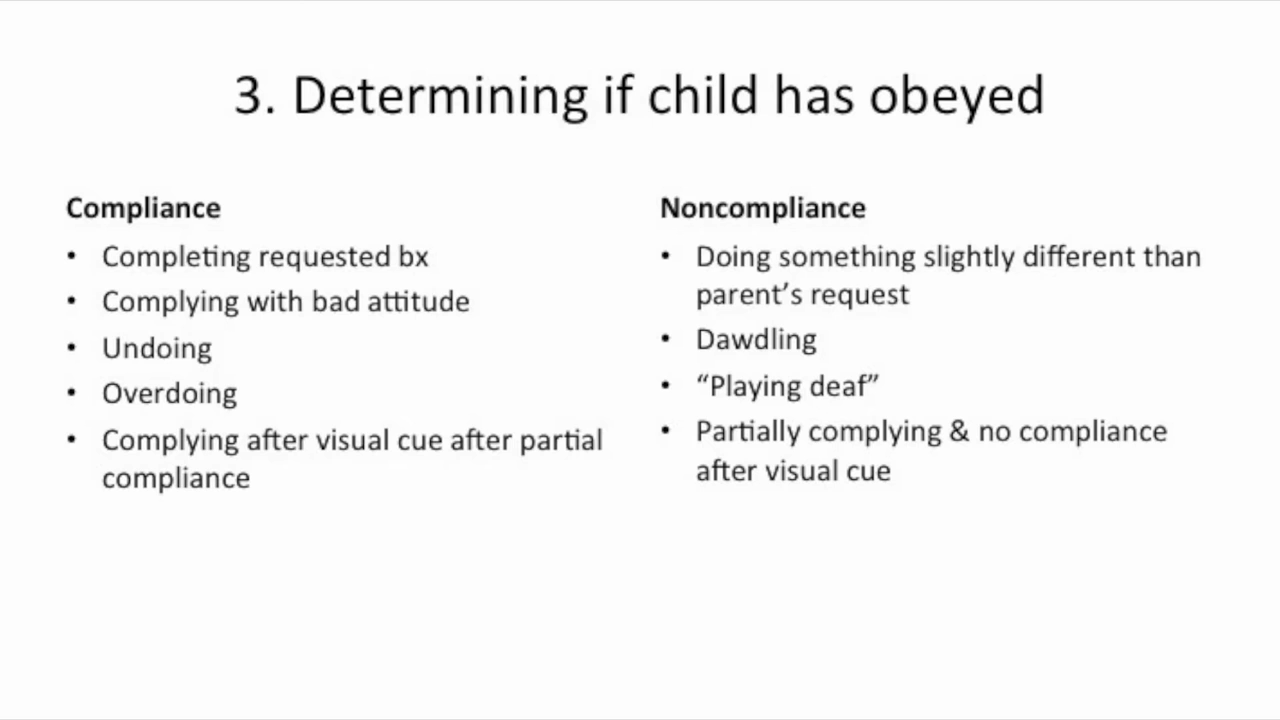 3. Determining if child has obeyed
Compliance
• Completing requested bx
• Complying with bad attitude
• Undoing
• Overdoing
• Complying after visual cue after partial
compliance
Noncompliance
• Doing something slightly different than
parent’s request
• Dawdling
• “Playing deaf”
• Partially complying & no compliance
after visual cue